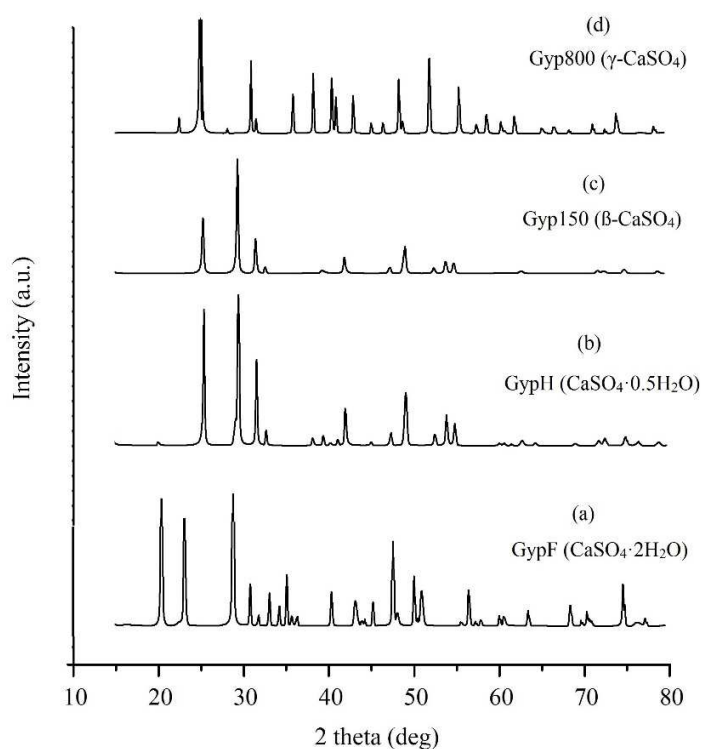 (d)
Gyp800 (γ-CaSO₄)
(c)
Gyp150 (ß-CaSO₄)
(b)
GypH (CaSO₄·0.5H₂O)
(a)
GypF (CaSO₄·2H₂O)
Intensity (a.u.)
10 20 30 40 50 60 70 80
2 theta (deg)